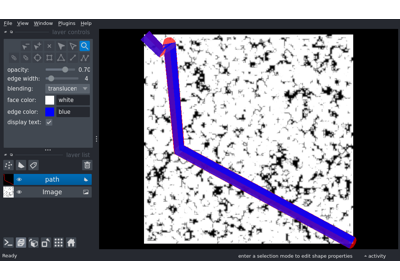 File View Window Plugins Help
layer controls
opacity: 0.70
edge width: 4
blending: translucen
face color: white
edge color: blue
display text:
layer list
path
Image
Ready enter a selection mode to edit shape properties activity